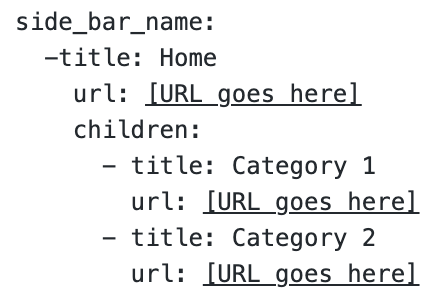 side_bar_name:
  -title: Home
    url: [URL goes here]
    children:
      - title: Category 1
        url: [URL goes here]
      - title: Category 2
        url: [URL goes here]